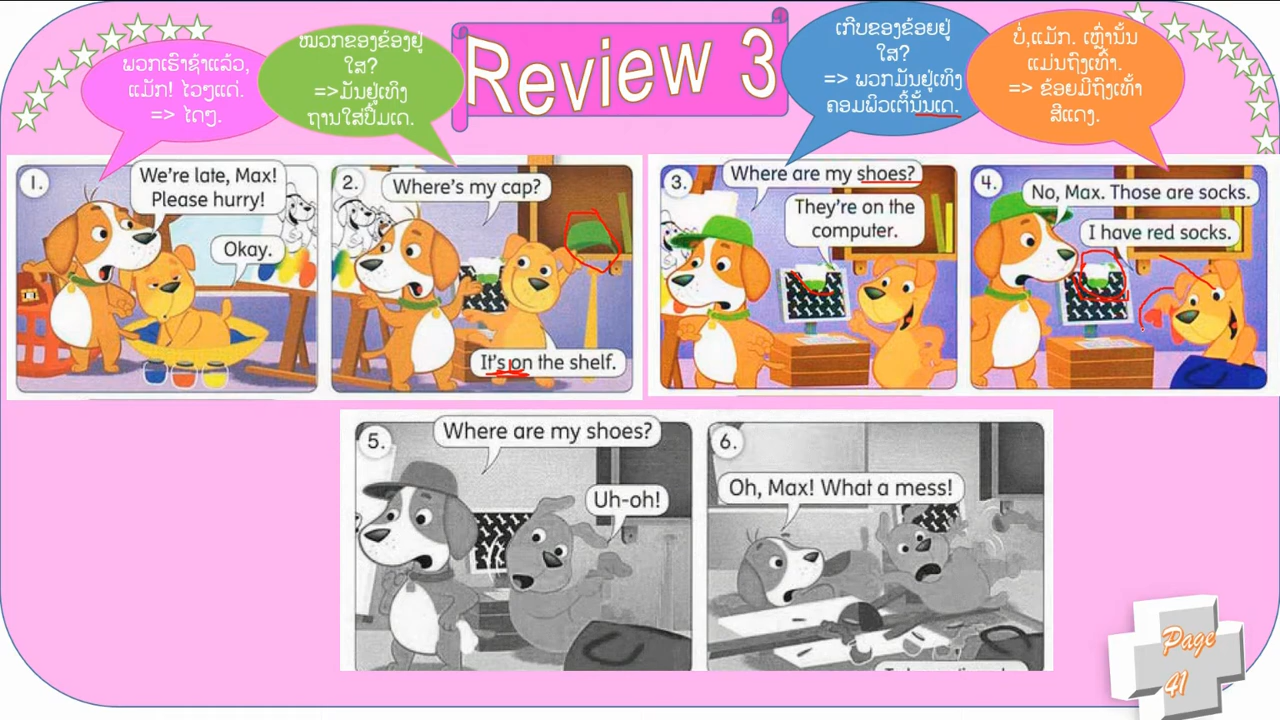 Review 3
ພວກເຮົາຊ້າແລ້ວ,
ແມັກ! ໄວໆແດ່.
=> ໄດໆ.
ໝວກຂອງຂ້ອງຢູ່
ໃສ?
=>ມັນຢູ່ເທິງ
ຖານໃສ່ປຶ້ມເດ.
ເກີບຂອງຂ້ອຍຢູ່
ໃສ?
=> ພວກມັນຢູ່ເທິງ
ຄອມພິວເຕີ້ນັ້ນເດ.
ບໍ່,ແມັກ. ເຫຼົ່ານັ້ນ
ແມ່ນຖົງເທົ້າ.
=> ຂ້ອຍມີຖົງເທົ້າ
ສີແດງ.
1.
We're late, Max!
Please hurry!
Okay.
2.
Where's my cap?
It's on the shelf.
3.
Where are my shoes?
They're on the
computer.
4.
No, Max. Those are socks.
I have red socks.
5.
Where are my shoes?
Uh-oh!
6.
Oh, Max! What a mess!
Page
41